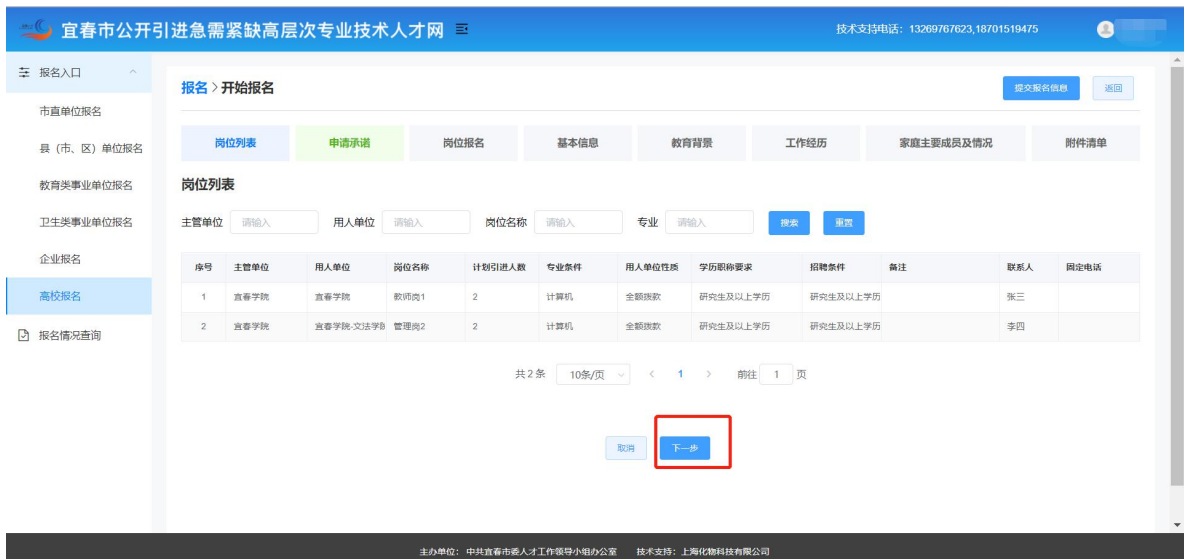 宜春市公开引进急需紧缺高层次专业技术人才网
技术支持电话：13269767623,18701519475
报名入口
市直单位报名
县（市、区）单位报名
教育类事业单位报名
卫生类事业单位报名
企业报名
高校报名
报名情况查询
报名 > 开始报名
提交报名信息 返回
岗位列表 申请承诺 岗位报名 基本信息 教育背景 工作经历 家庭主要成员及情况 附件清单
岗位列表
主管单位 请输入 用人单位 请输入 岗位名称 请输入 专业 请输入 搜索 重置
序号 主管单位 用人单位 岗位名称 计划引进人数 专业条件 用人单位性质 学历职称要求 招聘条件 备注 联系人 固定电话
1 宜春学院 宜春学院 教师岗1 2 计算机 全额拨款 研究生及以上学历 研究生及以上学历 张三
2 宜春学院 宜春学院-文法学院 管理岗2 2 计算机 全额拨款 研究生及以上学历 研究生及以上学历 李四
共2条 10条/页 < 1 > 前往 1 页
取消 下一步
主办单位：中共宜春市委人才工作领导小组办公室 技术支持：上海化物科技有限公司